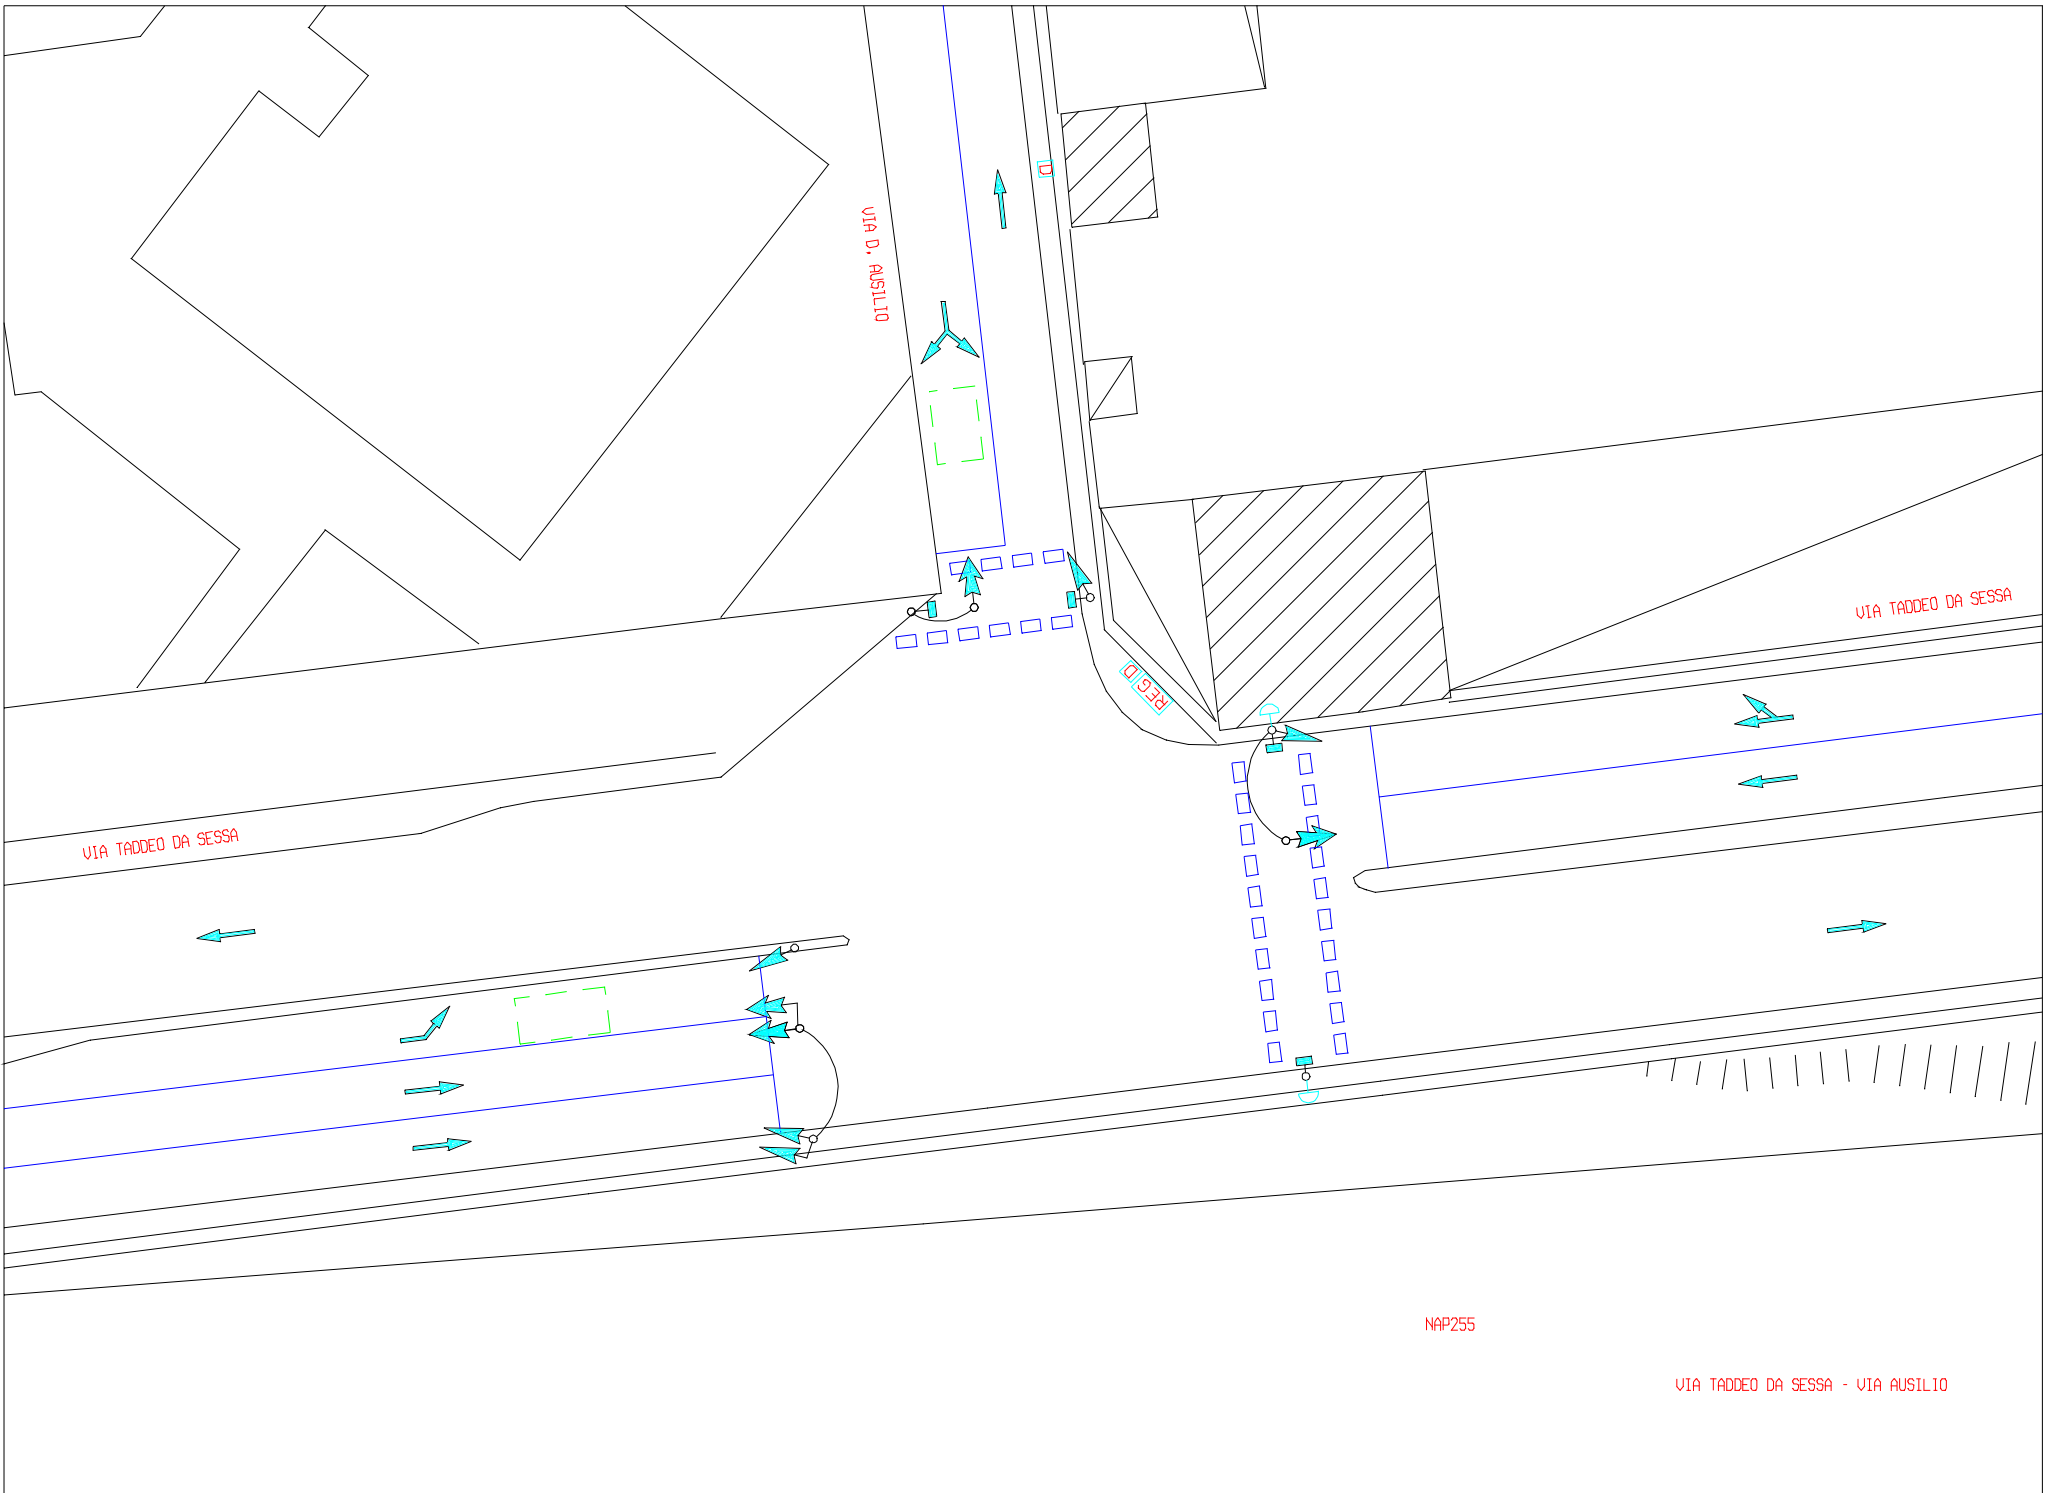 D
VIA D. AUSILIO
VIA TADDEO DA SESSA
D
REG
VIA TADDEO DA SESSA
NAP255
VIA TADDEO DA SESSA - VIA AUSILIO